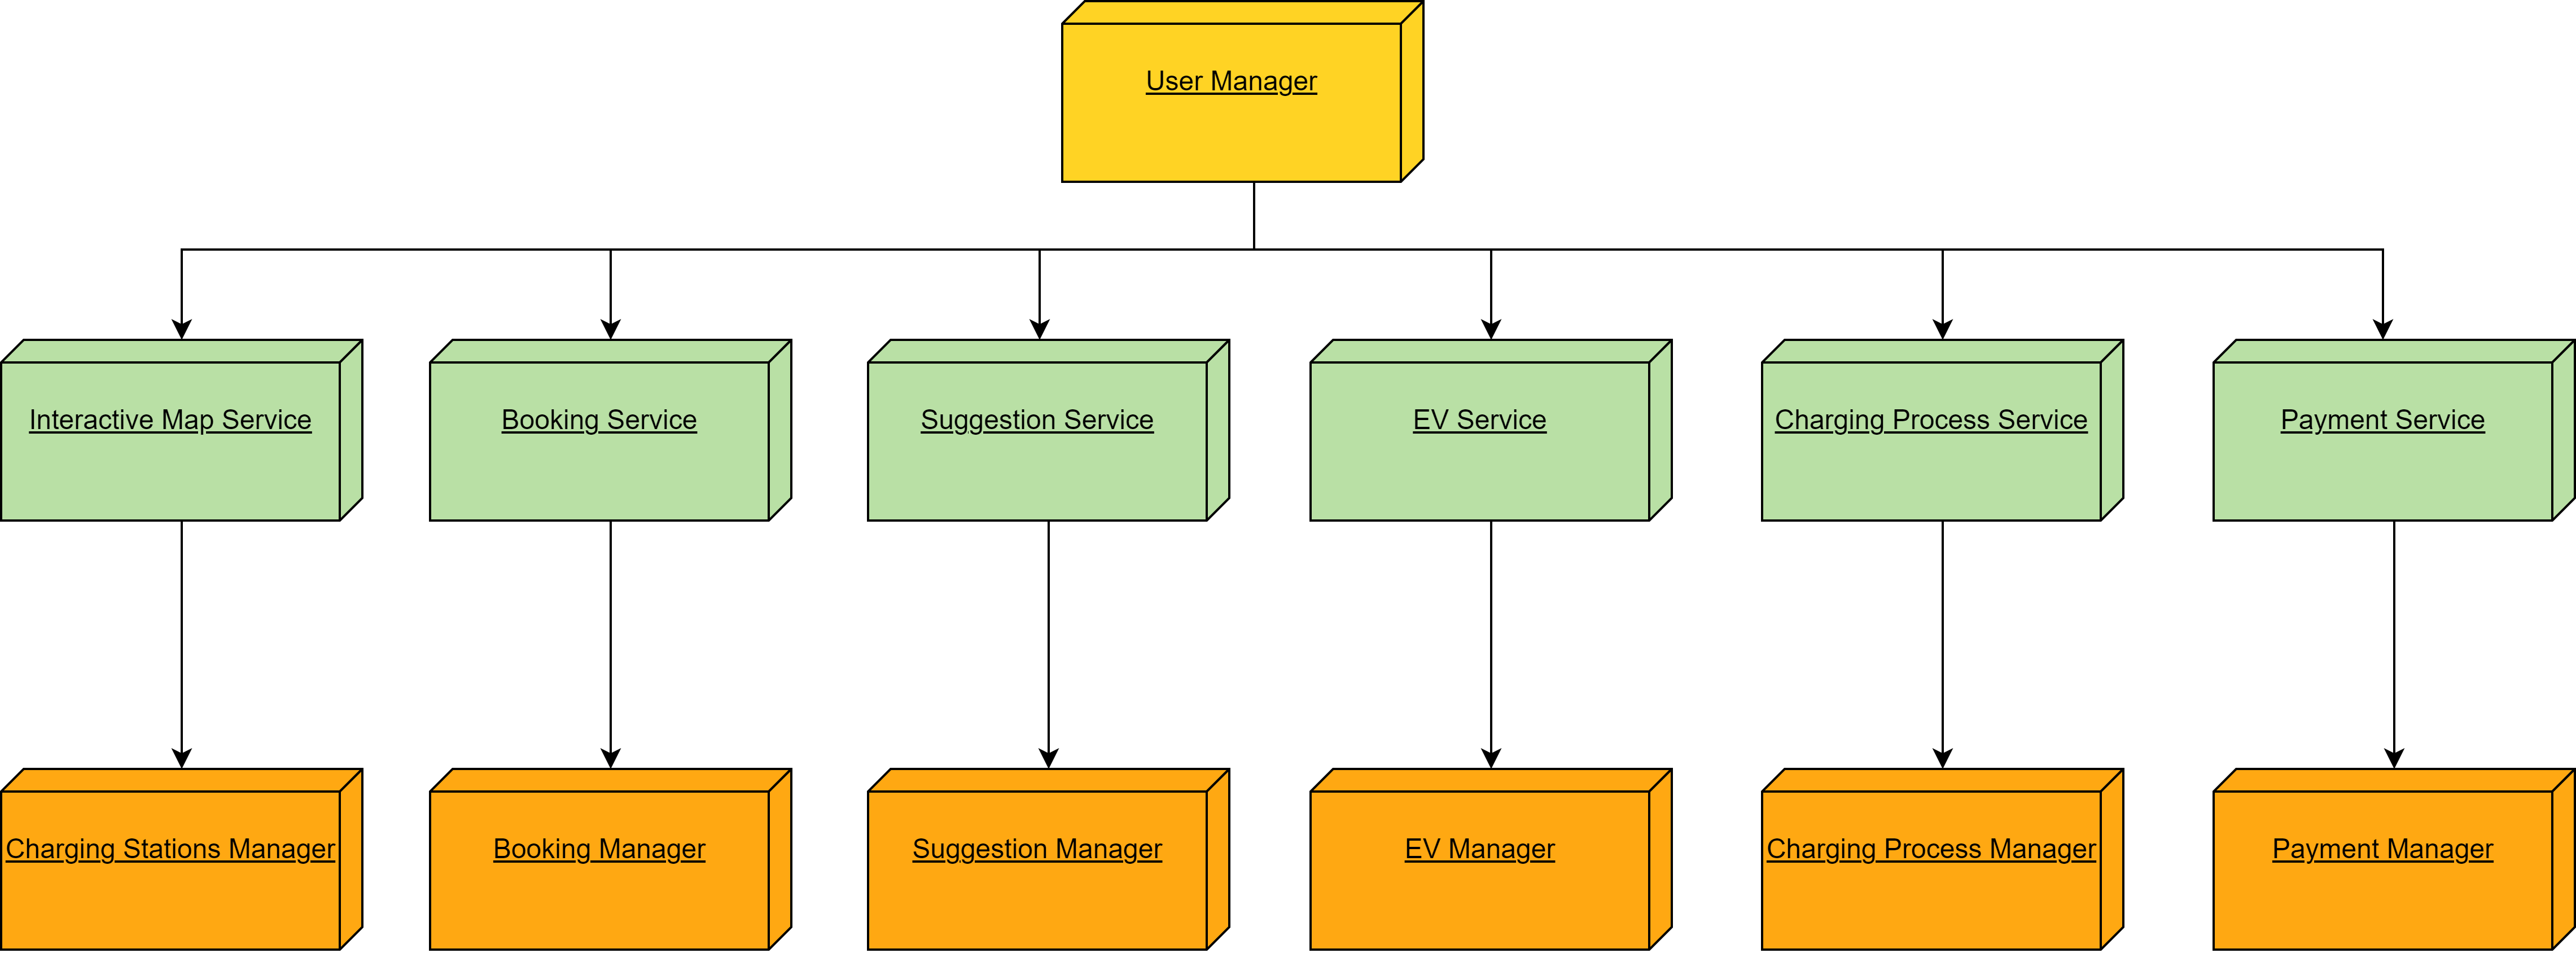 User Manager
Interactive Map Service
Booking Service
Suggestion Service
EV Service
Charging Process Service
Payment Service
Charging Stations Manager
Booking Manager
Suggestion Manager
EV Manager
Charging Process Manager
Payment Manager